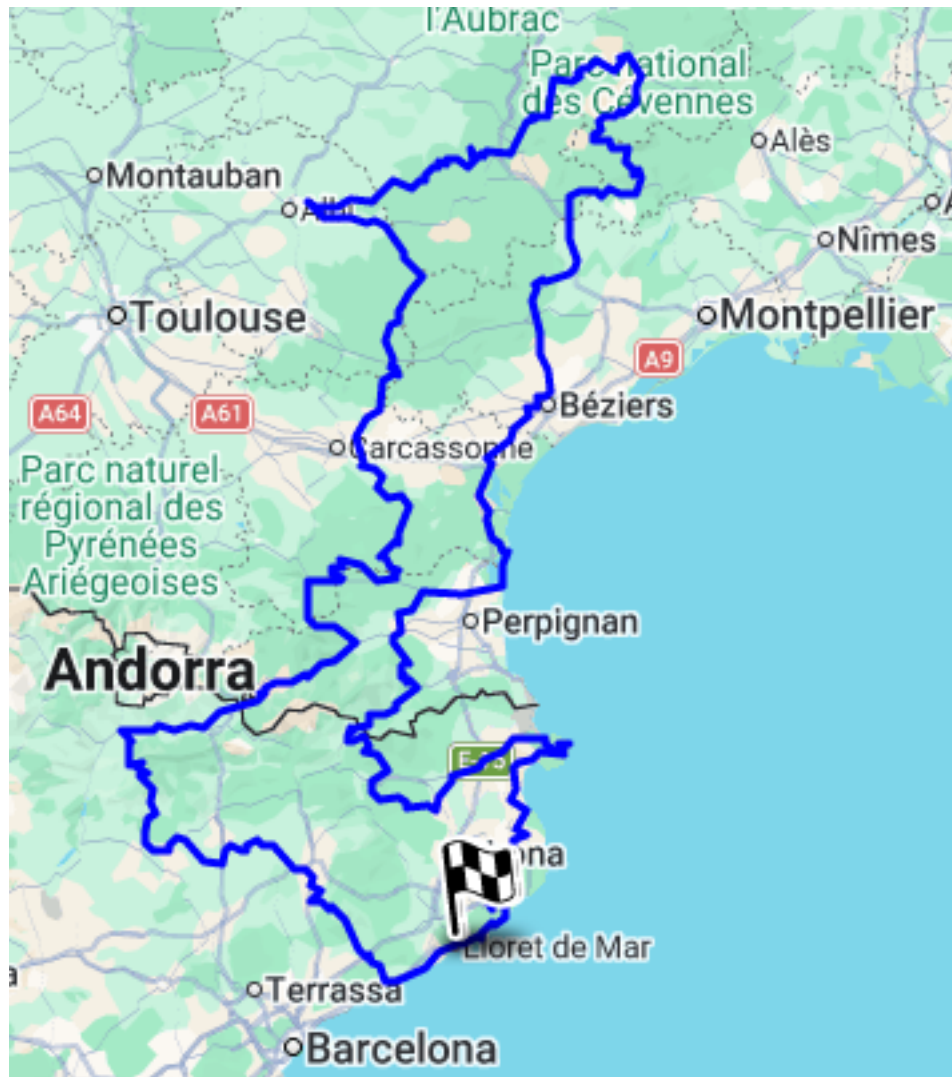 l'Aubrac
Parc national
des Cévennes
Alès
Montauban
Nîmes
Toulouse
Montpellier
A9
A64
A61
Béziers
Carcassonne
Parc naturel
régional des
Pyrénées
Ariégeoises
Perpignan
Andorra
Lloret de Mar
Terrassa
Barcelona